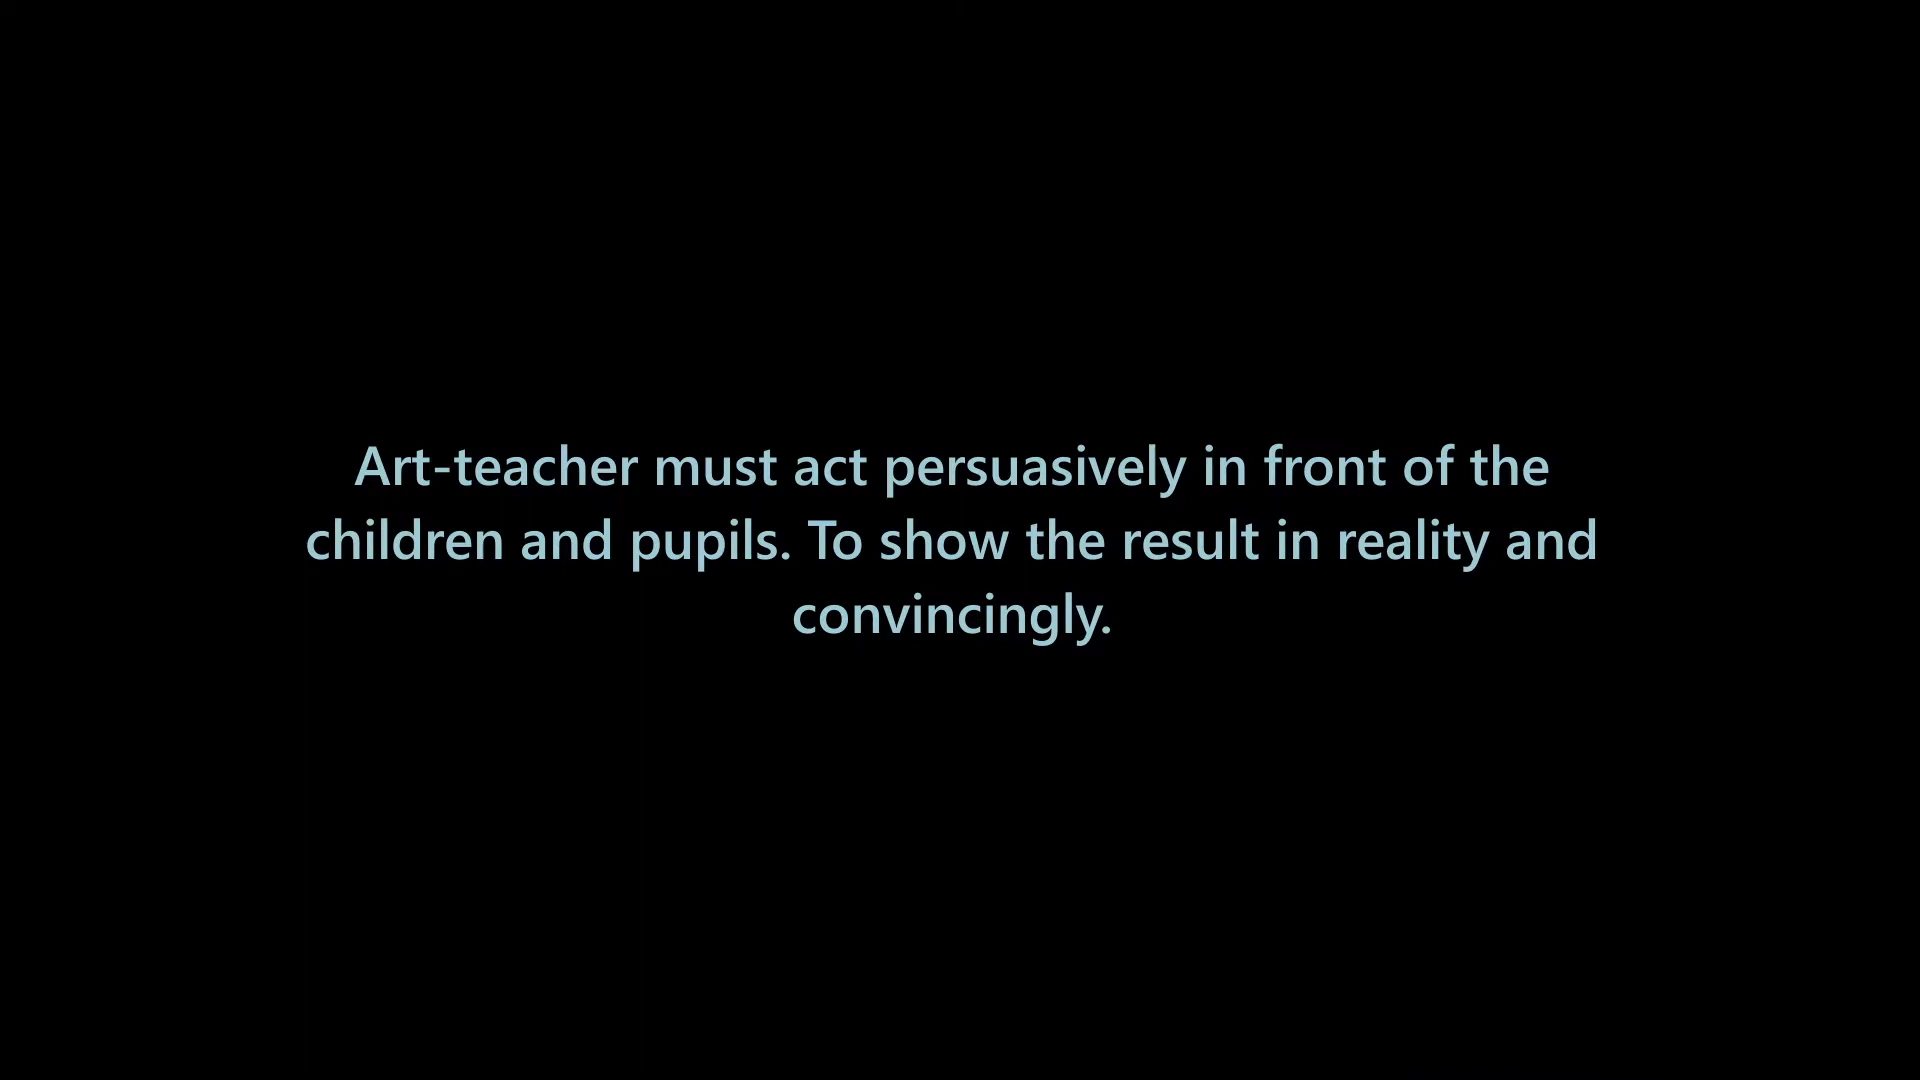 Art-teacher must act persuasively in front of the
children and pupils. To show the result in reality and
convincingly.